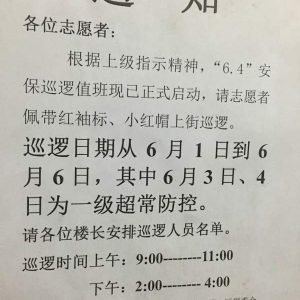 通 知
各位志愿者：
根据上级指示精神，“6.4”安
保巡逻值班现已正式启动，请志愿者
佩带红袖标、小红帽上街巡逻。
巡逻日期从 6 月 1 日到 6
月 6 日，其中 6 月 3 日、4
日为一级超常防控。
请各位楼长安排巡逻人员名单。
巡逻时间上午：9:00--------11:00
下午：2:00-------- 4:00